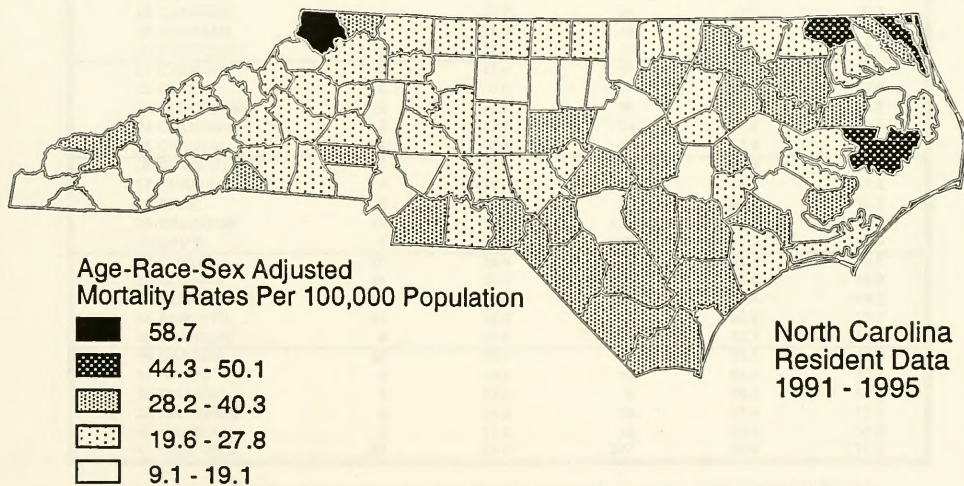 Age-Race-Sex Adjusted
Mortality Rates Per 100,000 Population
58.7
44.3 - 50.1
28.2 - 40.3
19.6 - 27.8
9.1 - 19.1
North Carolina
Resident Data
1991 - 1995